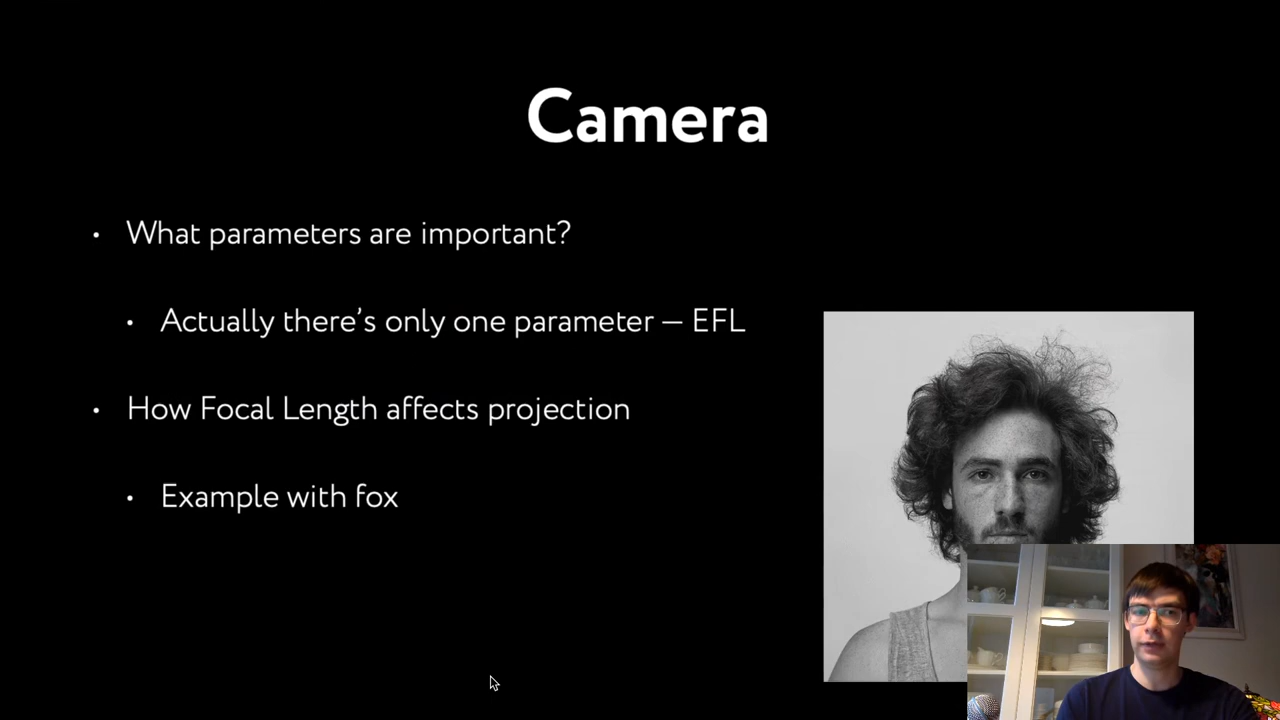 Camera
• What parameters are important?
• Actually there’s only one parameter — EFL
• How Focal Length affects projection
• Example with fox